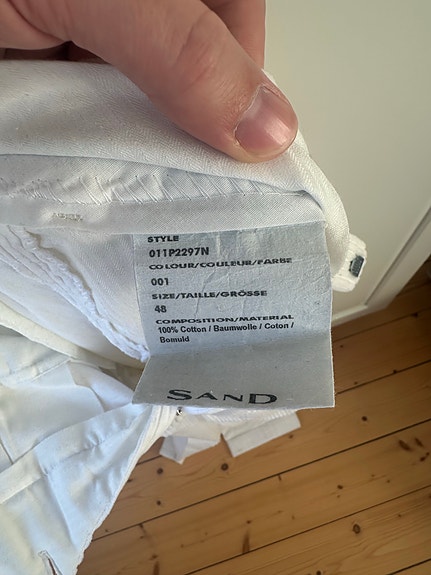 STYLE
011P2297N
COLOUR/COULEUR/FARBE
001
SIZE/TAILLE/GRÖSSE
48
COMPOSITION/MATERIAL
100% Cotton / Baumwolle / Coton /
Bomuld
SAND